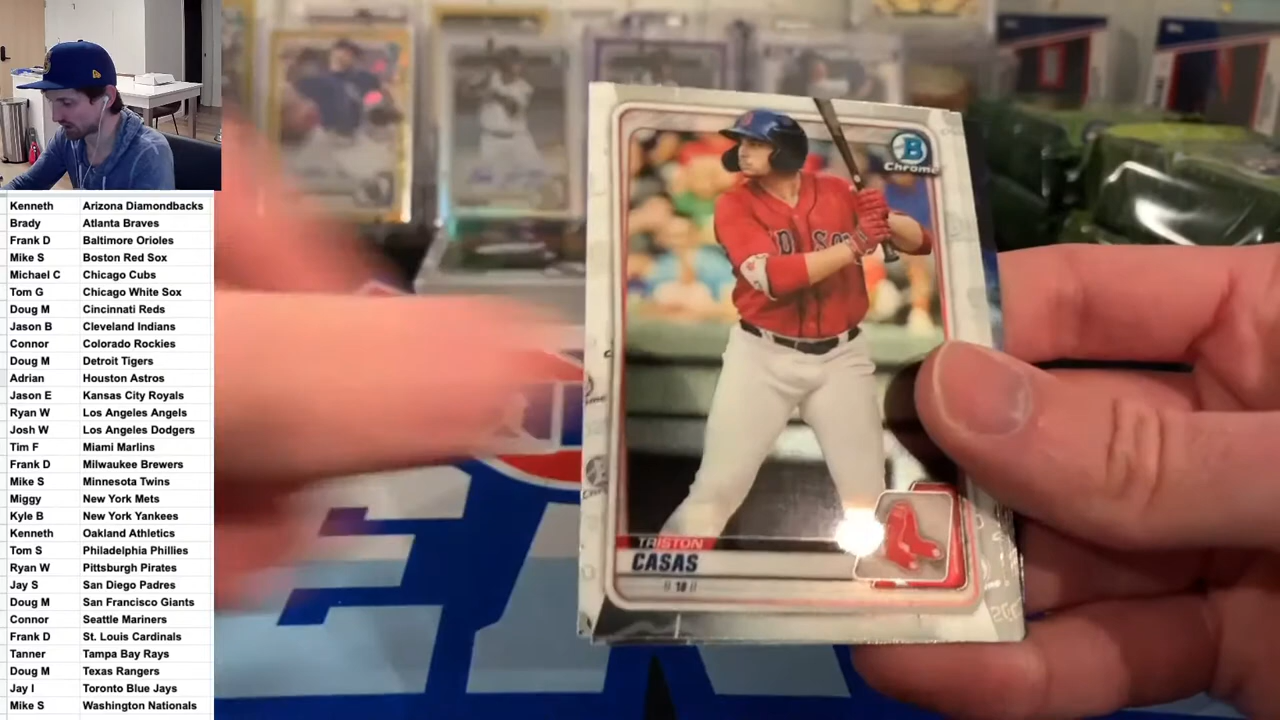 Kenneth Arizona Diamondbacks
Brady Atlanta Braves
Frank D Baltimore Orioles
Mike S Boston Red Sox
Michael C Chicago Cubs
Tom G Chicago White Sox
Doug M Cincinnati Reds
Jason B Cleveland Indians
Connor Colorado Rockies
Doug M Detroit Tigers
Adrian Houston Astros
Jason E Kansas City Royals
Ryan W Los Angeles Angels
Josh W Los Angeles Dodgers
Tim F Miami Marlins
Frank D Milwaukee Brewers
Mike S Minnesota Twins
Miggy New York Mets
Kyle B New York Yankees
Kenneth Oakland Athletics
Tom S Philadelphia Phillies
Ryan W Pittsburgh Pirates
Jay S San Diego Padres
Doug M San Francisco Giants
Connor Seattle Mariners
Frank D St. Louis Cardinals
Tanner Tampa Bay Rays
Doug M Texas Rangers
Jay I Toronto Blue Jays
Mike S Washington Nationals
B
Chrome
TRISTON
CASAS